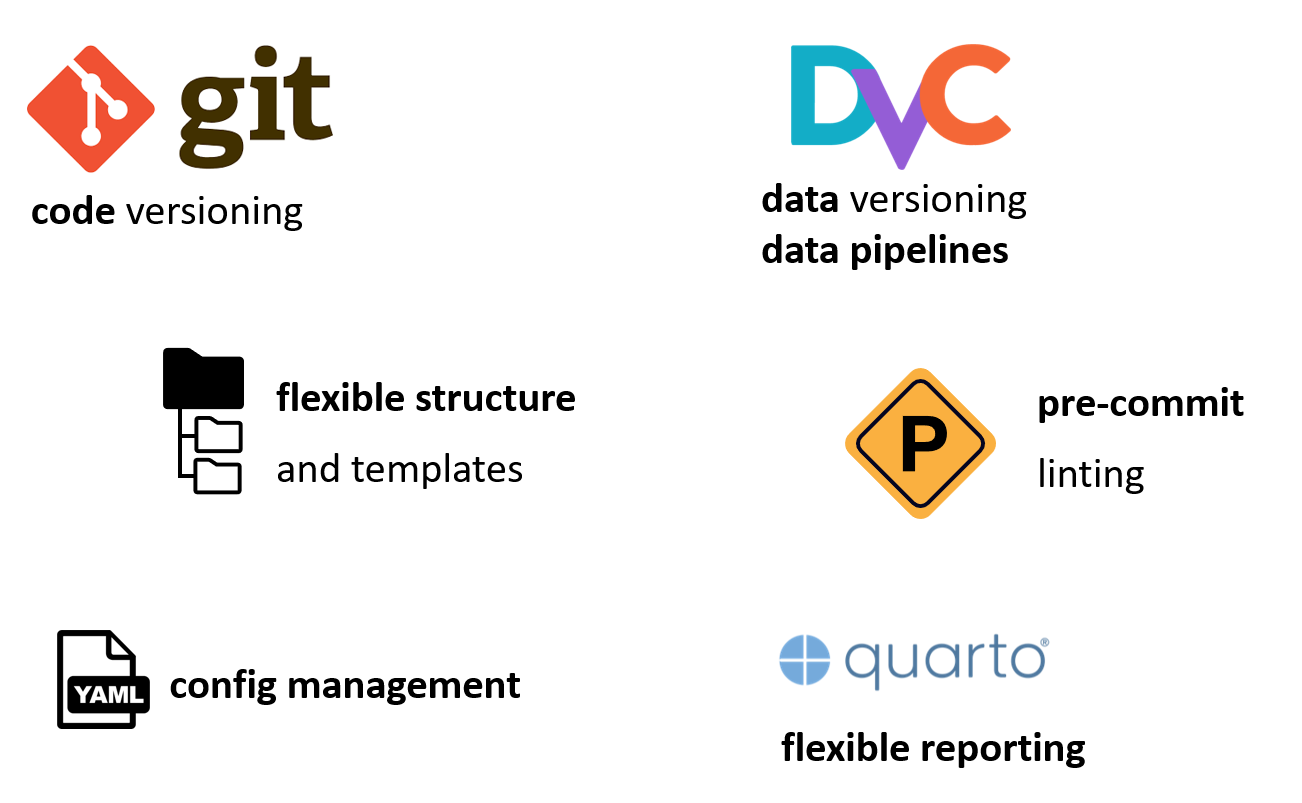 git
code versioning
DVC
data versioning
data pipelines
flexible structure
and templates
P
pre-commit
linting
YAML
config management
quarto®
flexible reporting